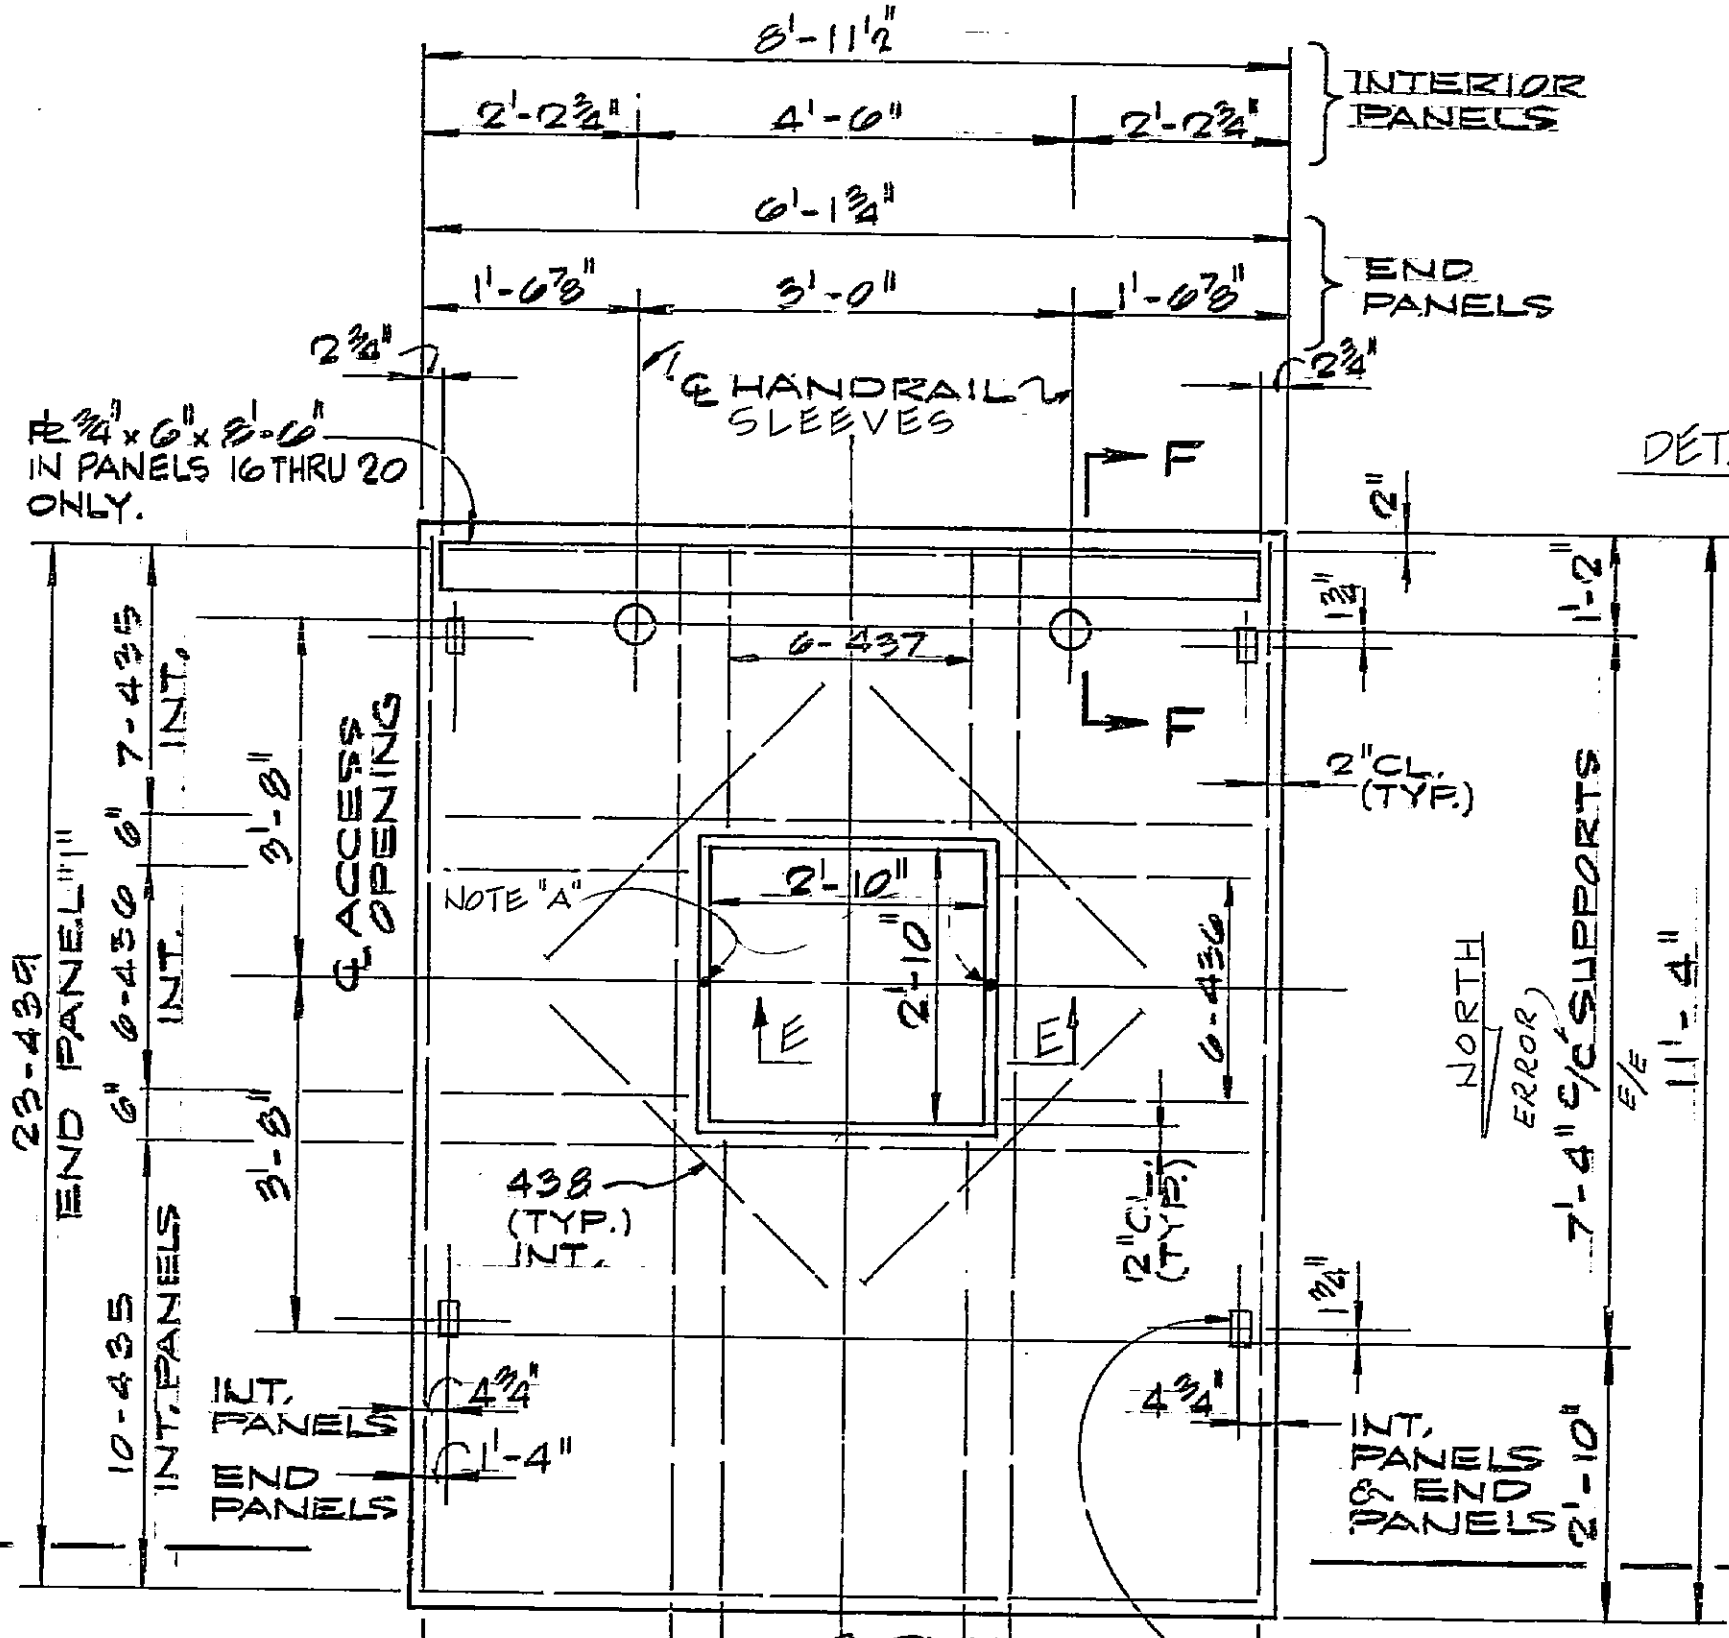 8'-11½"
INTERIOR
PANELS
2'-2¾"
4'-6"
2'-2¾"
6'-1¾"
END
PANELS
1'-6⅞"
3'-0"
1'-6⅞"
2¾"
2¾"
℄ HANDRAIL
SLEEVES
℄ ¾" x 6" x 8'-6"
IN PANELS 16 THRU 20
ONLY.
F
DET.
2"
1¾"
1'-2"
6-437
F
7-435
INT.
3'-8"
℄ ACCESS
OPENING
2" CL.
(TYP.)
6"
NOTE "A"
2'-10"
2'-10"
6-436
23-439
END PANEL "1"
6-436
INT.
E
E
NORTH
ERROR
7'-4" c/c SUPPORTS
E/E
11'-4"
6"
3'-8"
438
(TYP.)
INT.
2" CL.
(TYP.)
10-435
INT. PANELS
1¾"
INT.
PANELS
4¾"
4¾"
END
PANELS
1'-4"
INT.
PANELS
& END
PANELS
2'-10"